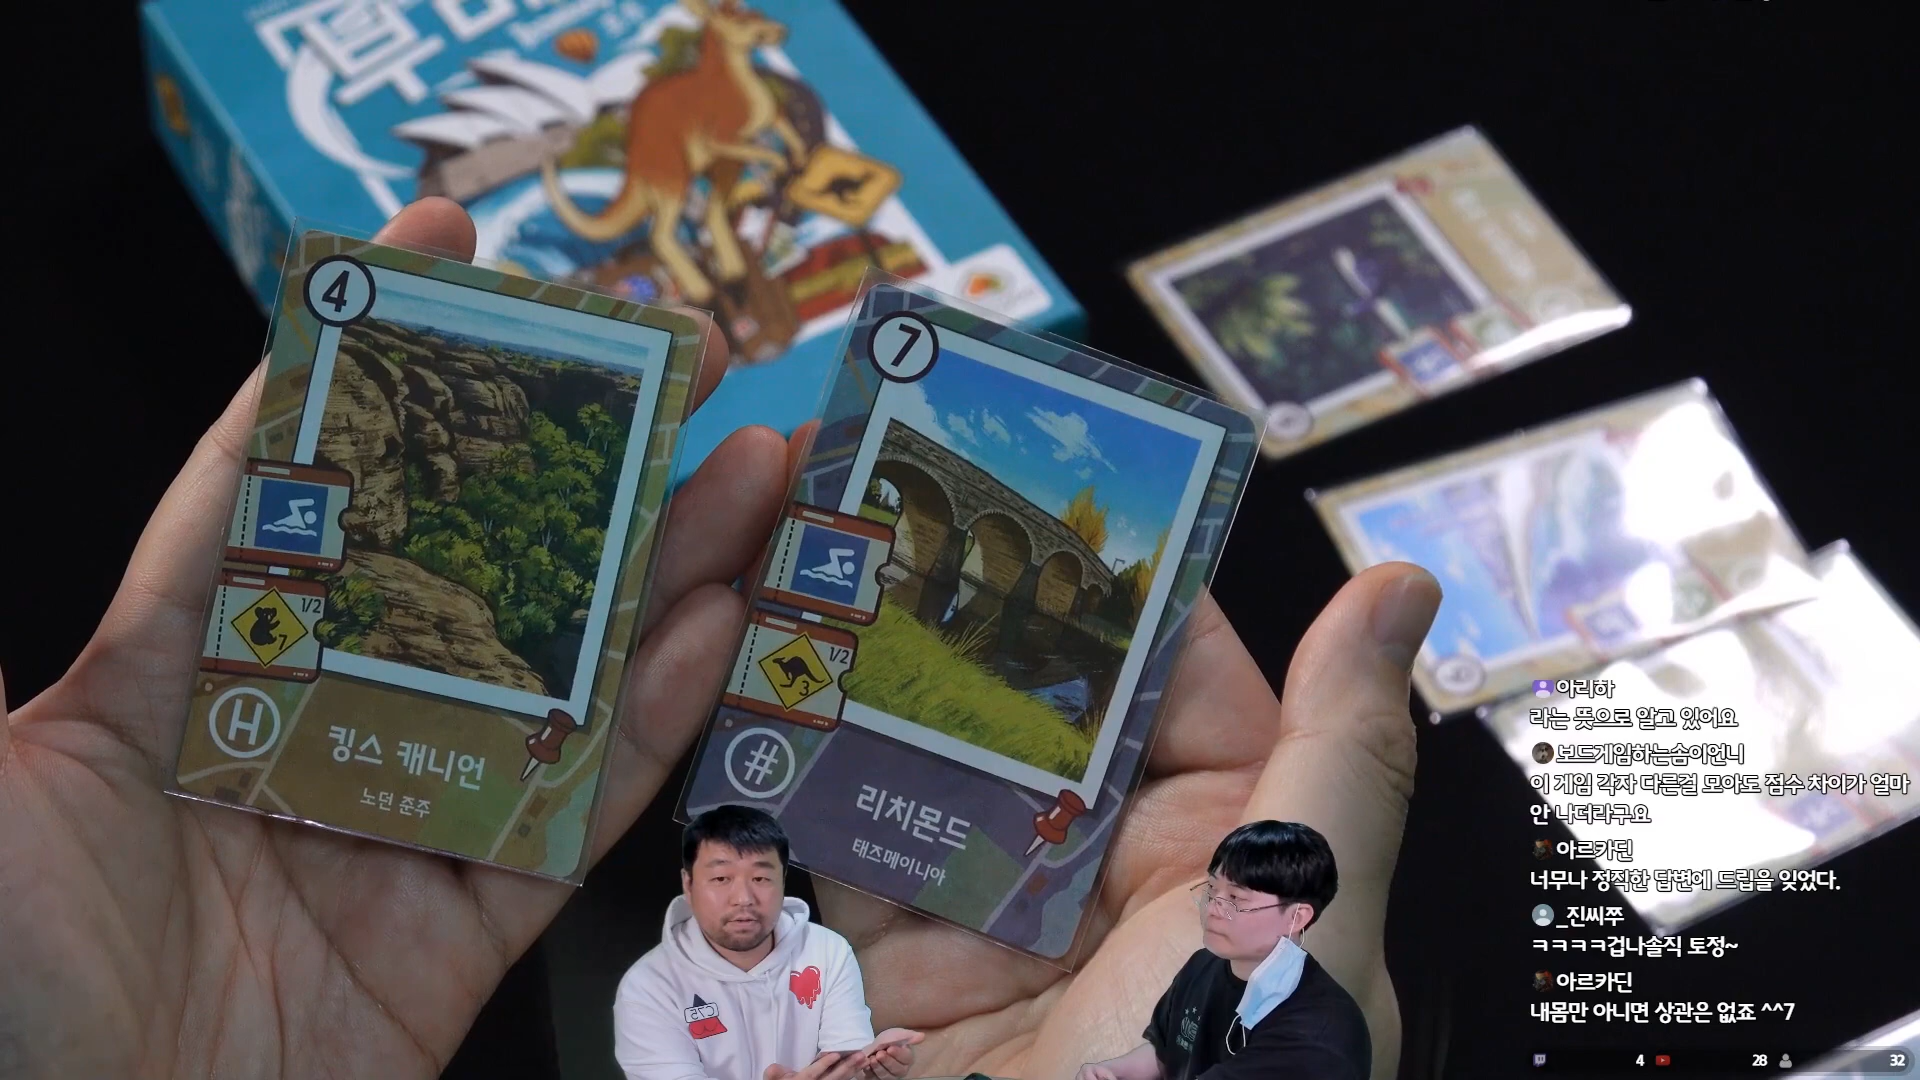 4
1/2
7
H
킹스 캐니언
노던 준주
7
1/2
3
#
리치몬드
태즈메이니아
아리하
라는 뜻으로 알고 있어요
보드게임하는솜이언니
이 게임 각자 다른걸 모아도 점수 차이가 얼마
안 나더라구요
아르카딘
너무나 정직한 답변에 드립을 잊었다.
_진씨쭈
ㅋㅋㅋㅋ겁나솔직 토정~
아르카딘
내몸만 아니면 상관은 없죠 ^^7
4
28
32